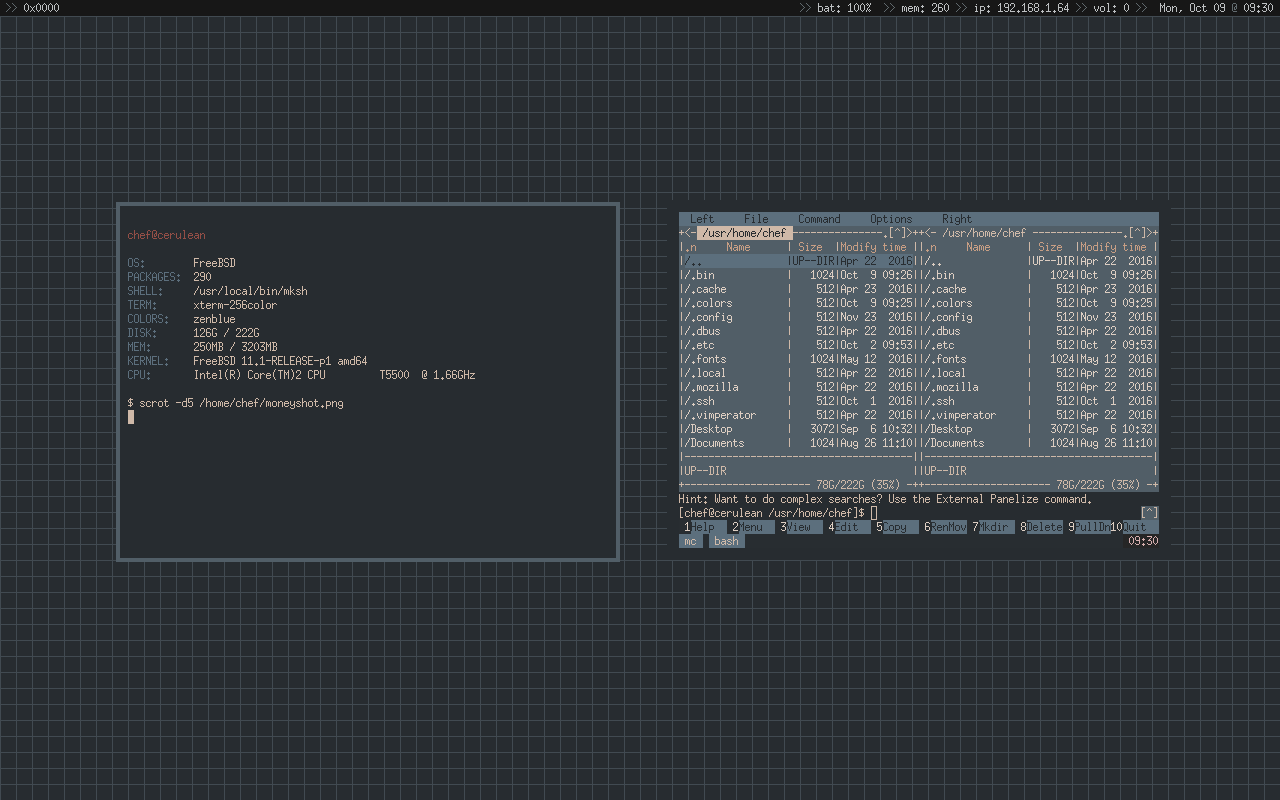 >> 0x0000 >> bat: 100% >> mem: 260 >> ip: 192.168.1.64 >> vol: 0 >> Mon, Oct 09 @ 09:30
chef@cerulean
OS: FreeBSD
PACKAGES: 290
SHELL: /usr/local/bin/mksh
TERM: xterm-256color
COLORS: zenblue
DISK: 126G / 222G
MEM: 250MB / 3203MB
KERNEL: FreeBSD 11.1-RELEASE-p1 amd64
CPU: Intel(R) Core(TM)2 CPU T5500 @ 1.66GHz
$ scrot -d5 /home/chef/moneyshot.png
Left File Command Options Right
+<- /usr/home/chef ---------------.[^]>++<- /usr/home/chef ---------------.[^]>+
|.n Name | Size |Modify time ||.n Name | Size |Modify time |
|/.. |UP--DIR|Apr 22 2016||/.. |UP--DIR|Apr 22 2016|
|/.bin | 1024|Oct 9 09:26||/.bin | 1024|Oct 9 09:26|
|/.cache | 512|Apr 23 2016||/.cache | 512|Apr 23 2016|
|/.colors | 512|Oct 9 09:25||/.colors | 512|Oct 9 09:25|
|/.config | 512|Nov 23 2016||/.config | 512|Nov 23 2016|
|/.dbus | 512|Apr 22 2016||/.dbus | 512|Apr 22 2016|
|/.etc | 512|Oct 2 09:53||/.etc | 512|Oct 2 09:53|
|/.fonts | 1024|May 12 2016||/.fonts | 1024|May 12 2016|
|/.local | 512|Apr 22 2016||/.local | 512|Apr 22 2016|
|/.mozilla | 512|Apr 22 2016||/.mozilla | 512|Apr 22 2016|
|/.ssh | 512|Oct 1 2016||/.ssh | 512|Oct 1 2016|
|/.vimperator | 512|Apr 22 2016||/.vimperator | 512|Apr 22 2016|
|/Desktop | 3072|Sep 6 10:32||/Desktop | 3072|Sep 6 10:32|
|/Documents | 1024|Aug 26 11:10||/Documents | 1024|Aug 26 11:10|
|--------------------------------------||--------------------------------------|
|UP--DIR ||UP--DIR |
+--------------------- 78G/222G (35%) -++--------------------- 78G/222G (35%) -+
Hint: Want to do complex searches? Use the External Panelize command.
[chef@cerulean /usr/home/chef]$ [^]
1Help 2Menu 3View 4Edit 5Copy 6RenMov 7Mkdir 8Delete 9PullDn10Quit
mc bash 09:30